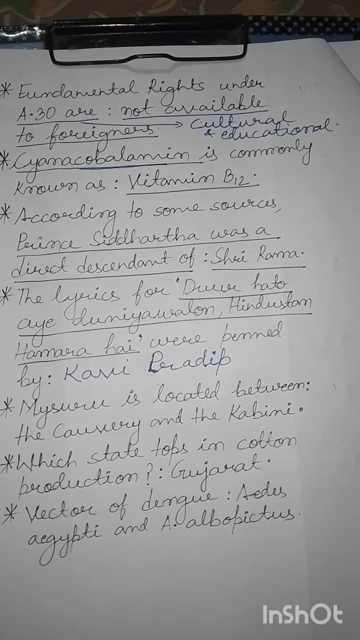 * Fundamental Rights under
A.30 are : not available
to foreigners. → cultural
& educational.
* Cyanacobalamin is commonly
known as : Vitamin B12.
* According to some sources,
Prince Siddhartha was a
direct descendant of : Shri Rama.
* The lyrics for 'Duur hato
aye duniyawalon, Hindustan
Hamara hai' were penned
by : Kavi Pradip
* Mysuru is located between:
the Cauvery and the Kabini.
* Which state tops in cotton
production? : Gujarat.
* Vector of dengue : Aedes
aegypti and A. albopictus.
InShOt